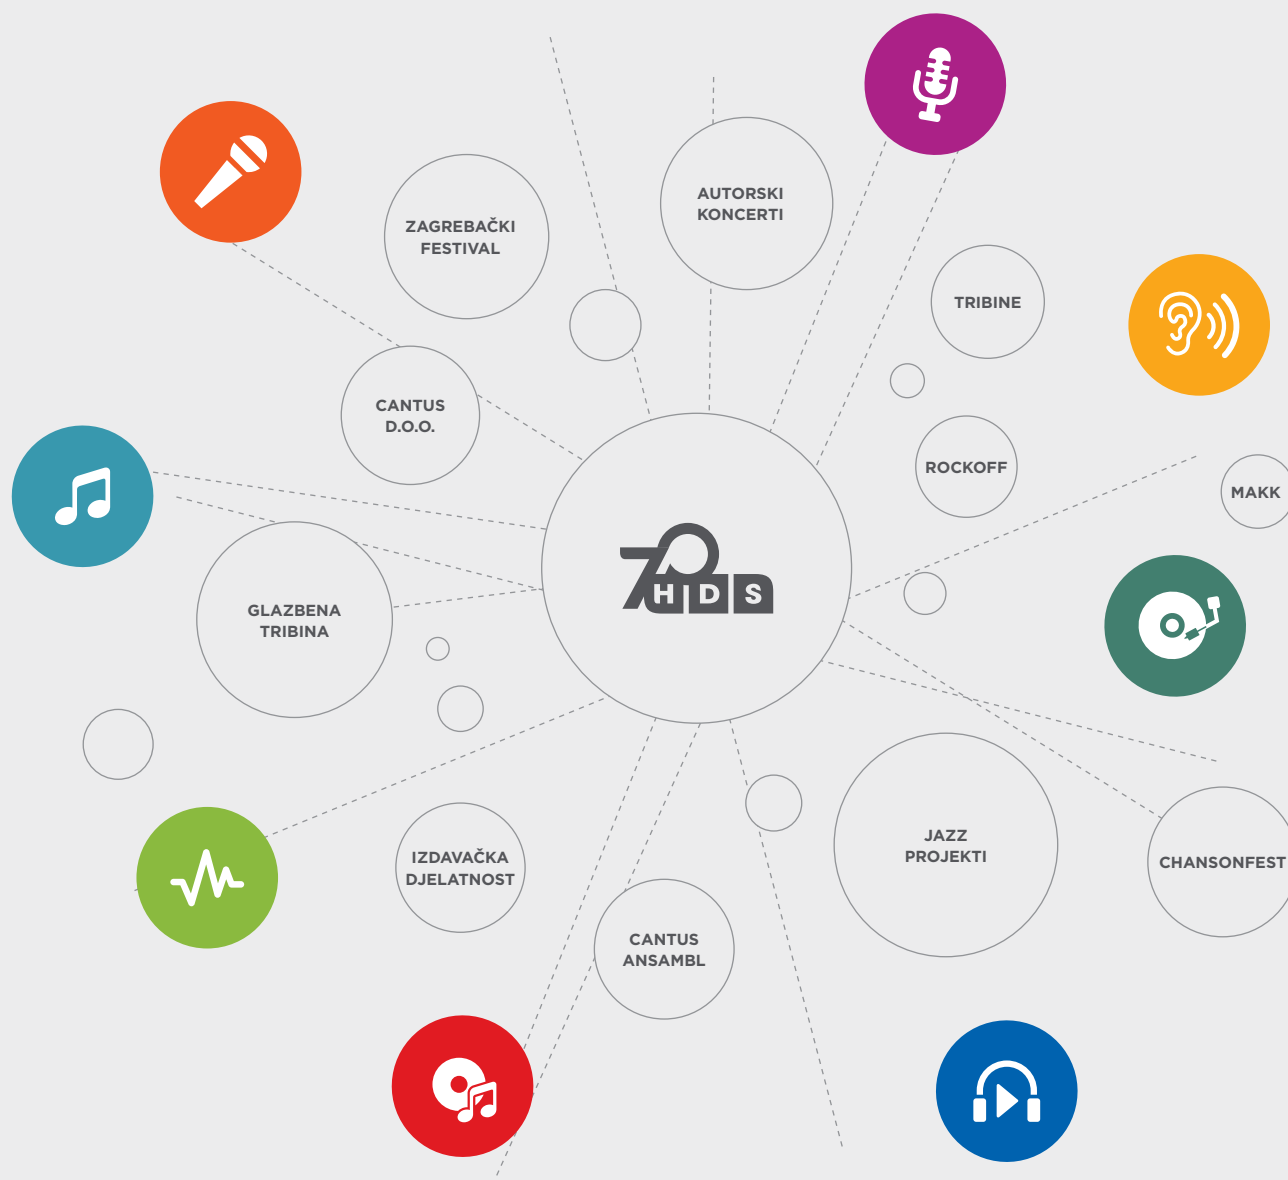 AUTORSKI
KONCERTI
ZAGREBAČKI
FESTIVAL
TRIBINE
CANTUS
D.O.O.
ROCKOFF
MAKK
70
HDS
GLAZBENA
TRIBINA
JAZZ
PROJEKTI
IZDAVAČKA
DJELATNOST
CHANSONFEST
CANTUS
ANSAMBL